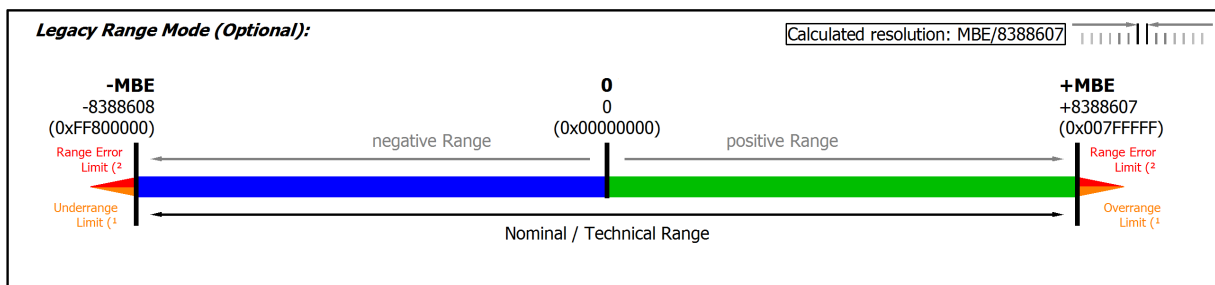 Legacy Range Mode (Optional):
Calculated resolution: MBE/8388607
-MBE
-8388608
(0xFF800000)
0
0
(0x00000000)
+MBE
+8388607
(0x007FFFFF)
negative Range
positive Range
Range Error
Limit (²
Range Error
Limit (²
Underrange
Limit (¹
Overrange
Limit (¹
Nominal / Technical Range